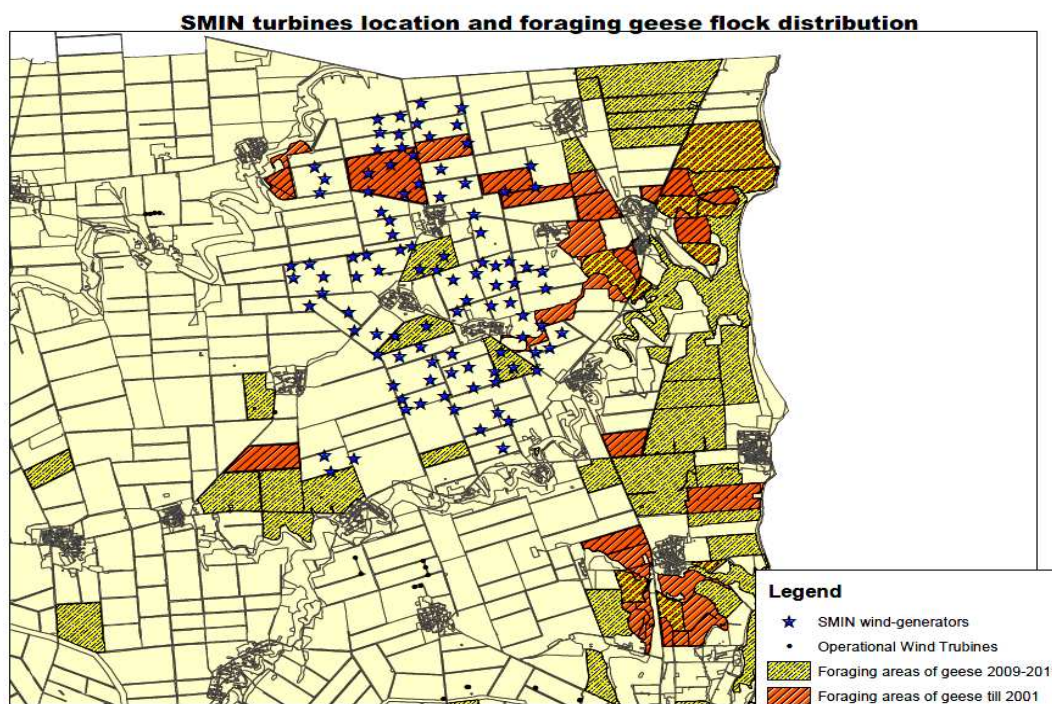 SMIN turbines location and foraging geese flock distribution
Legend
SMIN wind-generators
Operational Wind Trubines
Foraging areas of geese 2009-201
Foraging areas of geese till 2001